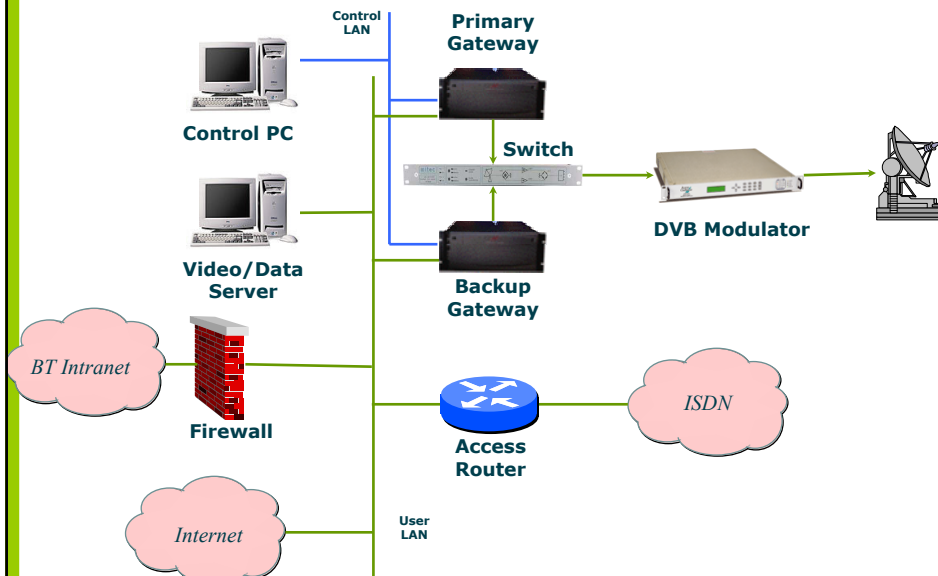 Control
LAN
Primary
Gateway
Control PC
Switch
Video/Data
Server
DVB Modulator
Backup
Gateway
BT Intranet
Firewall
ISDN
Access
Router
Internet
User
LAN